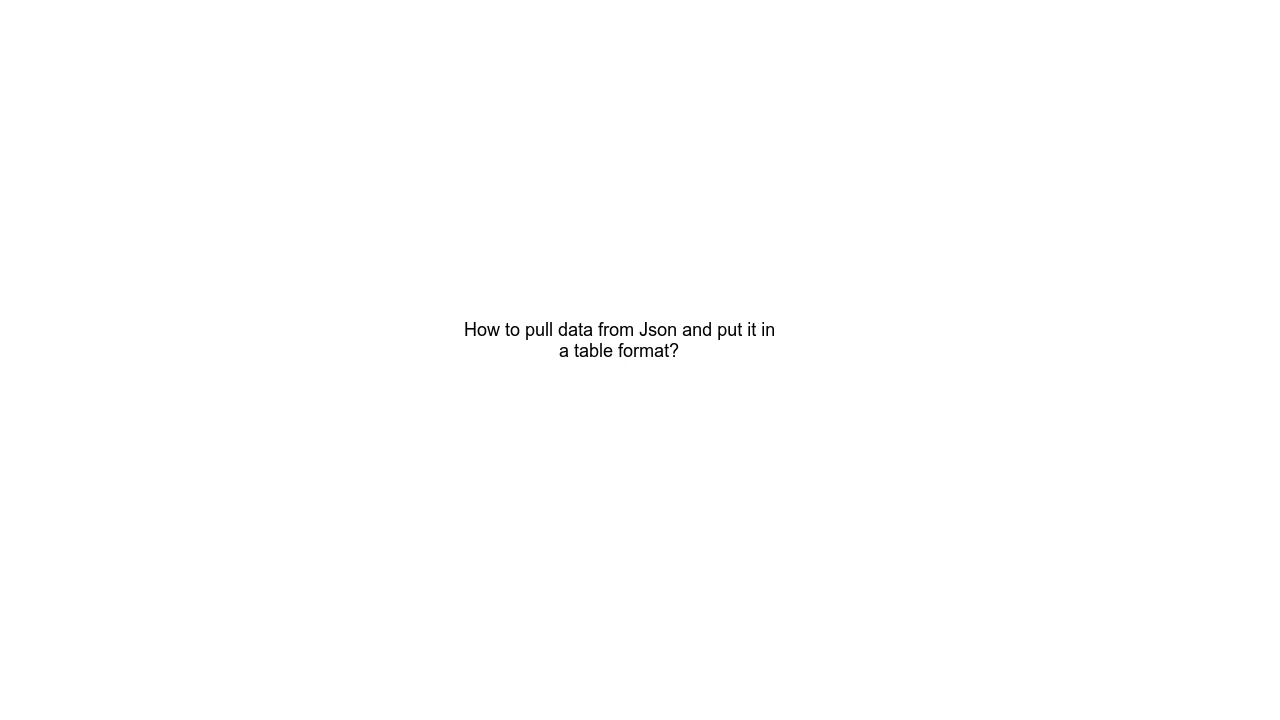 How to pull data from Json and put it in
a table format?